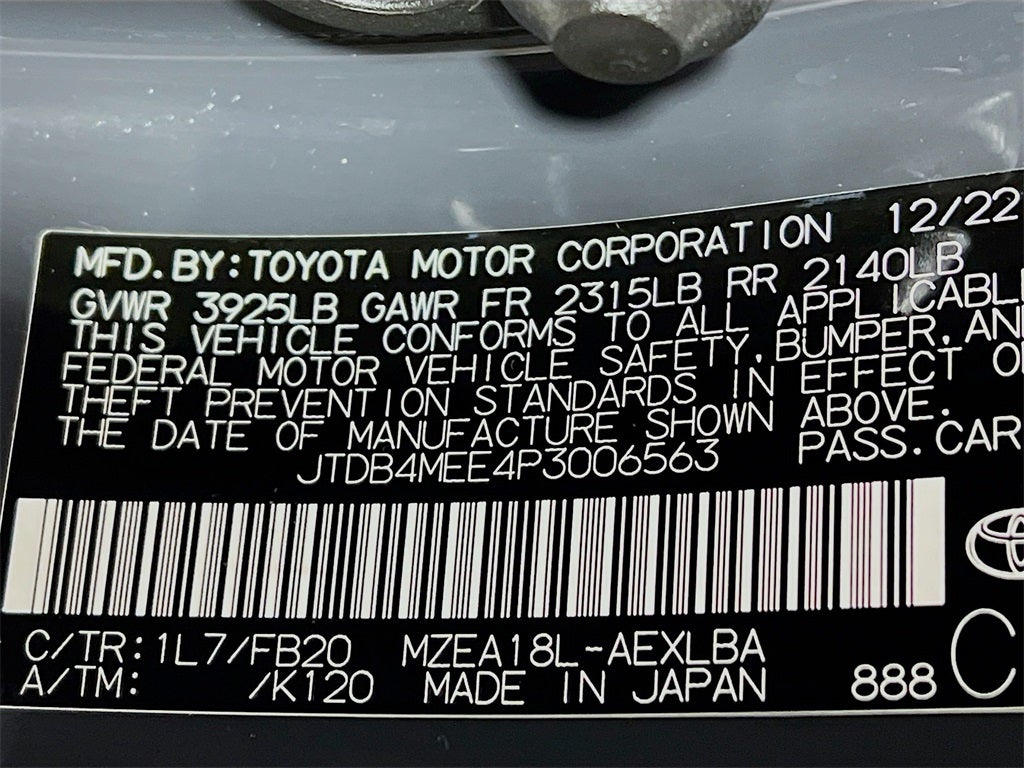 MFD.BY:TOYOTA MOTOR CORPORATION 12/22
GVWR 3925LB GAWR FR 2315LB RR 2140LB
THIS VEHICLE CONFORMS TO ALL APPLICABLE
FEDERAL MOTOR VEHICLE SAFETY, BUMPER, AN
THEFT PREVENTION STANDARDS IN EFFECT O
THE DATE OF MANUFACTURE SHOWN ABOVE.
JTDB4MEE4P3006563 PASS.CAR
C/TR:1L7/FB20 MZEA18L-AEXLBA
A/TM: /K120 MADE IN JAPAN 888 C